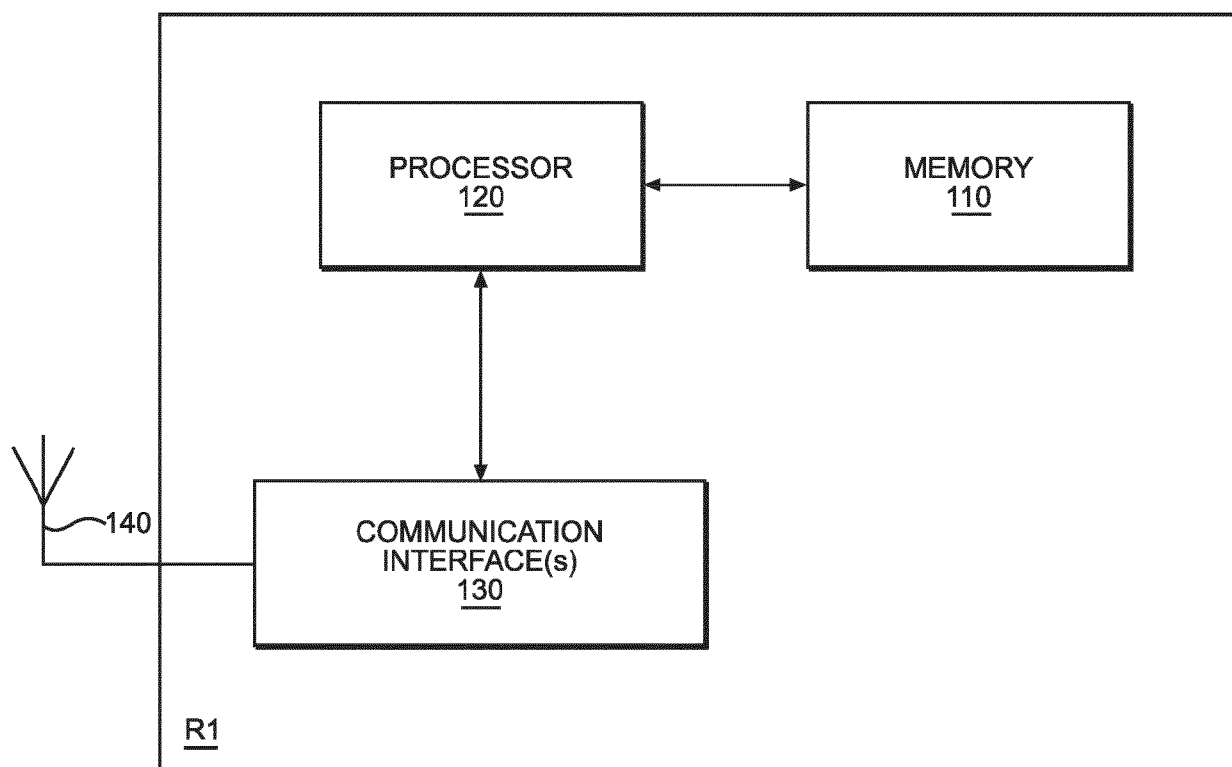 PROCESSOR
120
MEMORY
110
140
COMMUNICATION
INTERFACE(s)
130
R1